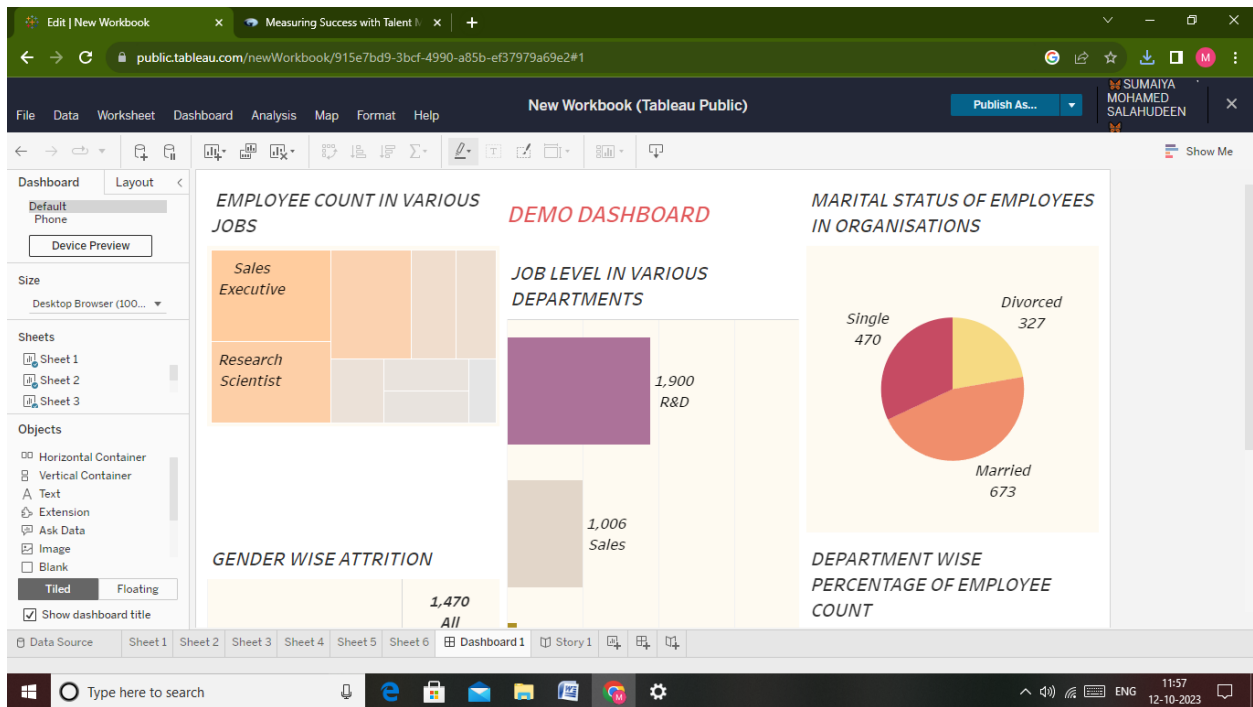 Edit | New Workbook
Measuring Success with Talent M
public.tableau.com/newWorkbook/915e7bd9-3bcf-4990-a85b-ef37979a69e2#1
M
New Workbook (Tableau Public)
Publish As...
SUMAIYA
MOHAMED
SALAHUDEEN
File Data Worksheet Dashboard Analysis Map Format Help
Show Me
Dashboard Layout
Default
Phone
Device Preview
Size
Desktop Browser (100...
Sheets
Sheet 1
Sheet 2
Sheet 3
Objects
Horizontal Container
Vertical Container
Text
Extension
Ask Data
Image
Blank
Tiled Floating
Show dashboard title
EMPLOYEE COUNT IN VARIOUS
JOBS
Sales
Executive
Research
Scientist
GENDER WISE ATTRITION
1,470
All
DEMO DASHBOARD
JOB LEVEL IN VARIOUS
DEPARTMENTS
1,900
R&D
1,006
Sales
MARITAL STATUS OF EMPLOYEES
IN ORGANISATIONS
Divorced
327
Single
470
Married
673
DEPARTMENT WISE
PERCENTAGE OF EMPLOYEE
COUNT
Data Source Sheet 1 Sheet 2 Sheet 3 Sheet 4 Sheet 5 Sheet 6 Dashboard 1 Story 1
Type here to search
ENG
11:57
12-10-2023